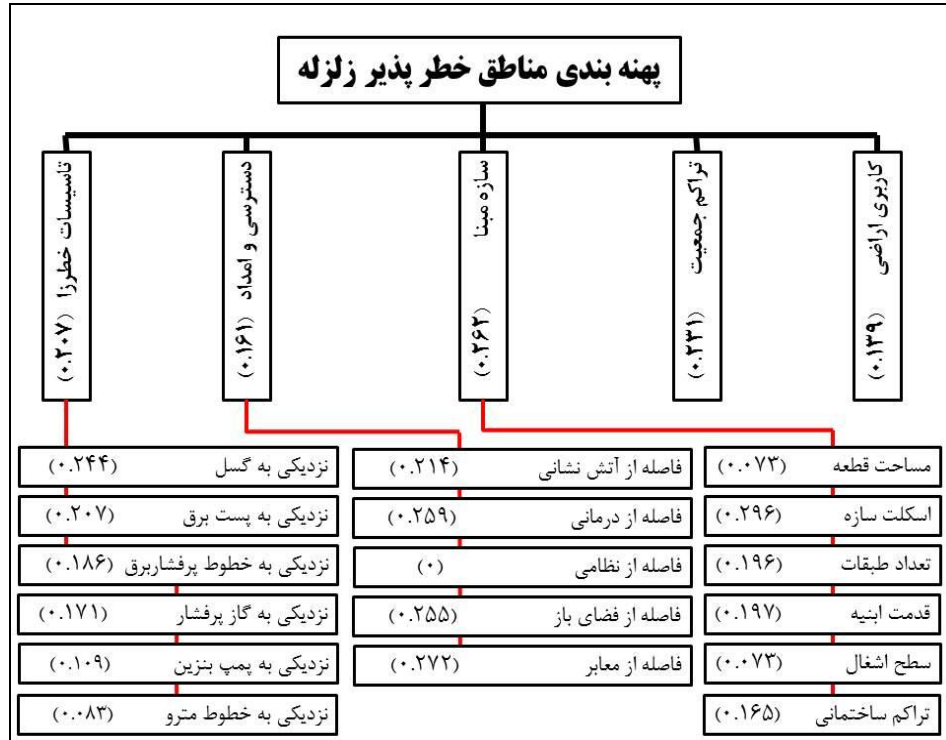 پهنه بندی مناطق خطر پذیر زلزله
کاربری اراضی (۰.۱۳۹)
تراکم جمعیت (۰.۲۳۱)
سازه مبنا (۰.۲۶۲)
دسترسی و امداد (۰.۱۶۱)
تاسیسات خطرزا (۰.۲۰۷)
مساحت قطعه (۰.۰۷۳)
اسکلت سازه (۰.۲۹۶)
تعداد طبقات (۰.۱۹۶)
قدمت ابنیه (۰.۱۹۷)
سطح اشغال (۰.۰۷۳)
تراکم ساختمانی (۰.۱۶۵)
فاصله از آتش نشانی (۰.۲۱۴)
فاصله از درمانی (۰.۲۵۹)
فاصله از نظامی (۰)
فاصله از فضای باز (۰.۲۵۵)
فاصله از معابر (۰.۲۷۲)
نزدیکی به گسل (۰.۲۴۴)
نزدیکی به پست برق (۰.۲۰۷)
نزدیکی به خطوط پرفشاربرق (۰.۱۸۶)
نزدیکی به گاز پرفشار (۰.۱۷۱)
نزدیکی به پمپ بنزین (۰.۱۰۹)
نزدیکی به خطوط مترو (۰.۰۸۳)